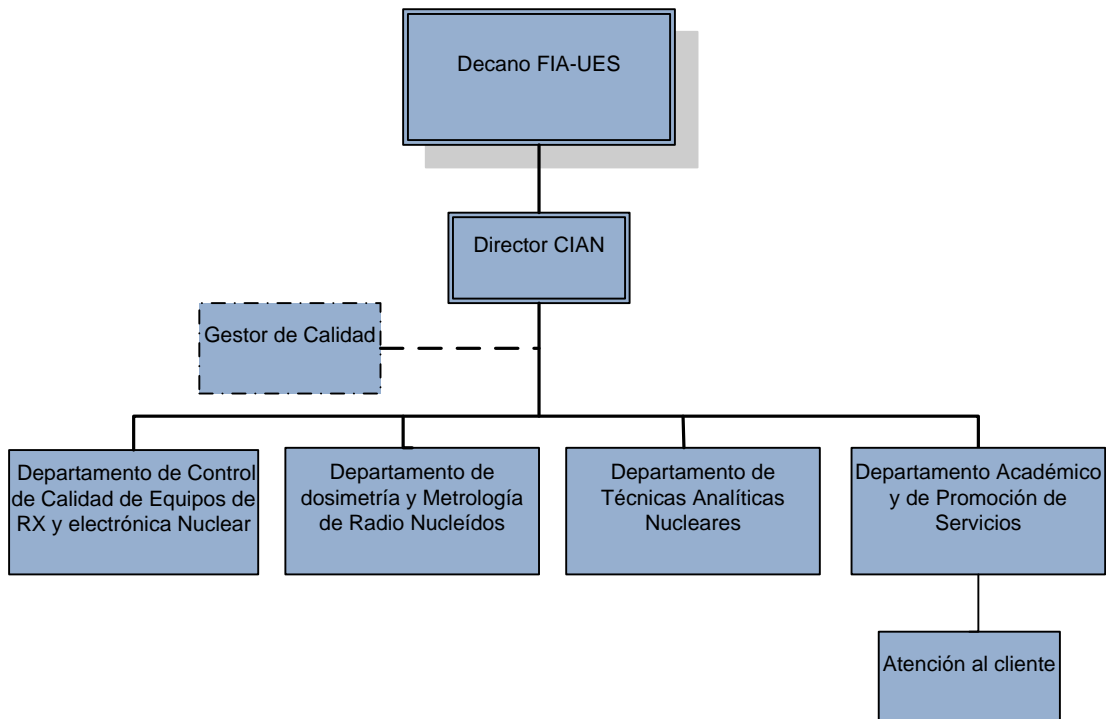 Decano FIA-UES
Director CIAN
Gestor de Calidad
Departamento de Control
de Calidad de Equipos de
RX y electrónica Nuclear
Departamento de
dosimetría y Metrología
de Radio Nucleídos
Departamento de
Técnicas Analíticas
Nucleares
Departamento Académico
y de Promoción de
Servicios
Atención al cliente